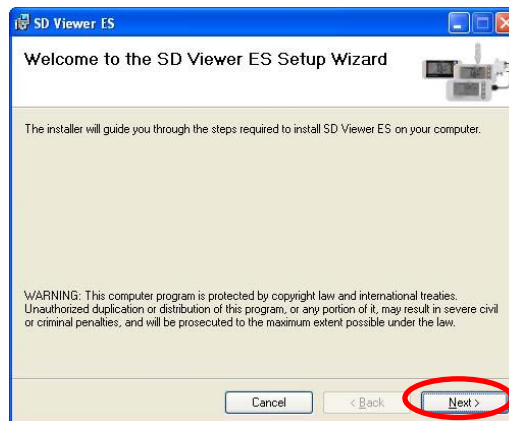 SD Viewer ES
Welcome to the SD Viewer ES Setup Wizard
The installer will guide you through the steps required to install SD Viewer ES on your computer.
WARNING: This computer program is protected by copyright law and international treaties.
Unauthorized duplication or distribution of this program, or any portion of it, may result in severe civil
or criminal penalties, and will be prosecuted to the maximum extent possible under the law.
Cancel
< Back
Next >